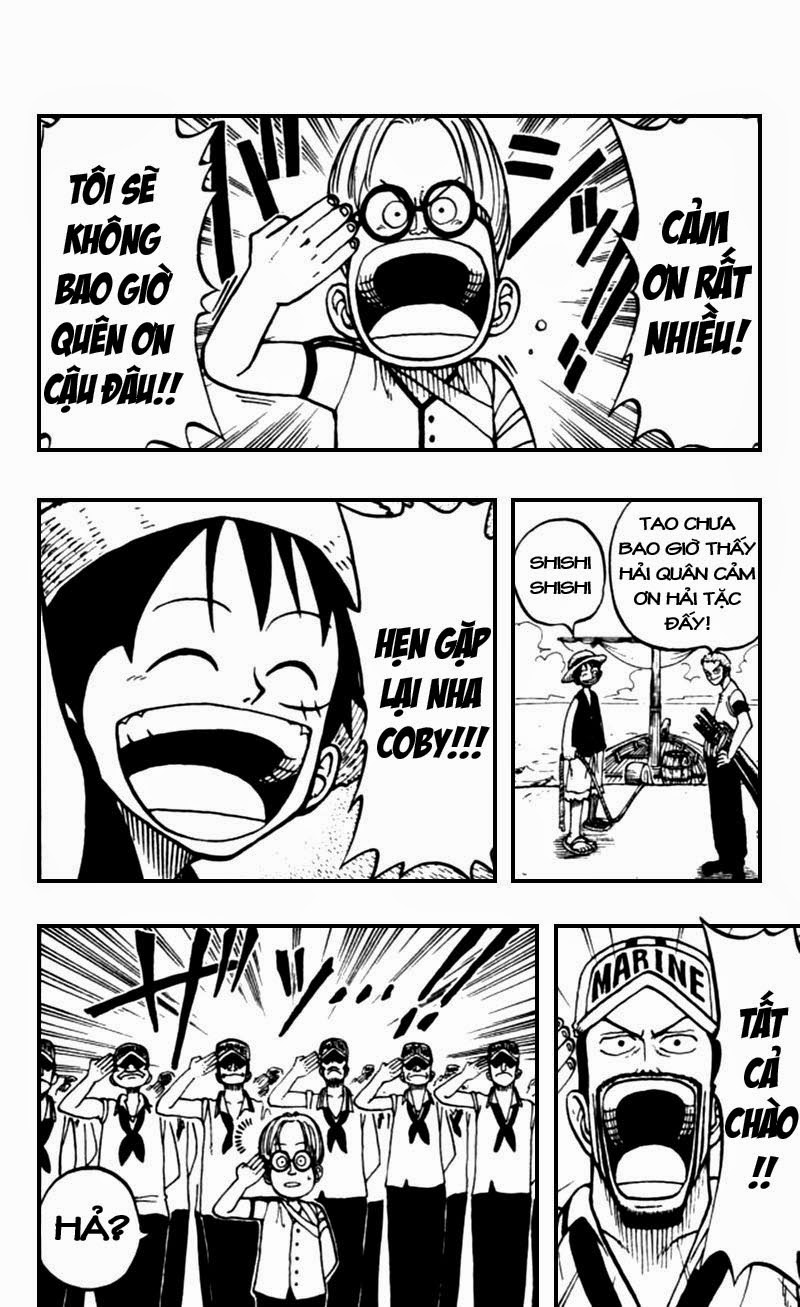 CẢM
ƠN RẤT
NHIỀU!
TÔI SẼ
KHÔNG
BAO GIỜ
QUÊN ƠN
CẬU ĐÂU!!
TAO CHƯA
BAO GIỜ THẤY
HẢI QUÂN CẢM
ƠN HẢI TẶC
ĐẤY!
SHISHI
SHISHI
HẸN GẶP
LẠI NHA
COBY!!!
MARINE
TẤT
CẢ
CHÀO
!!
HẢ?